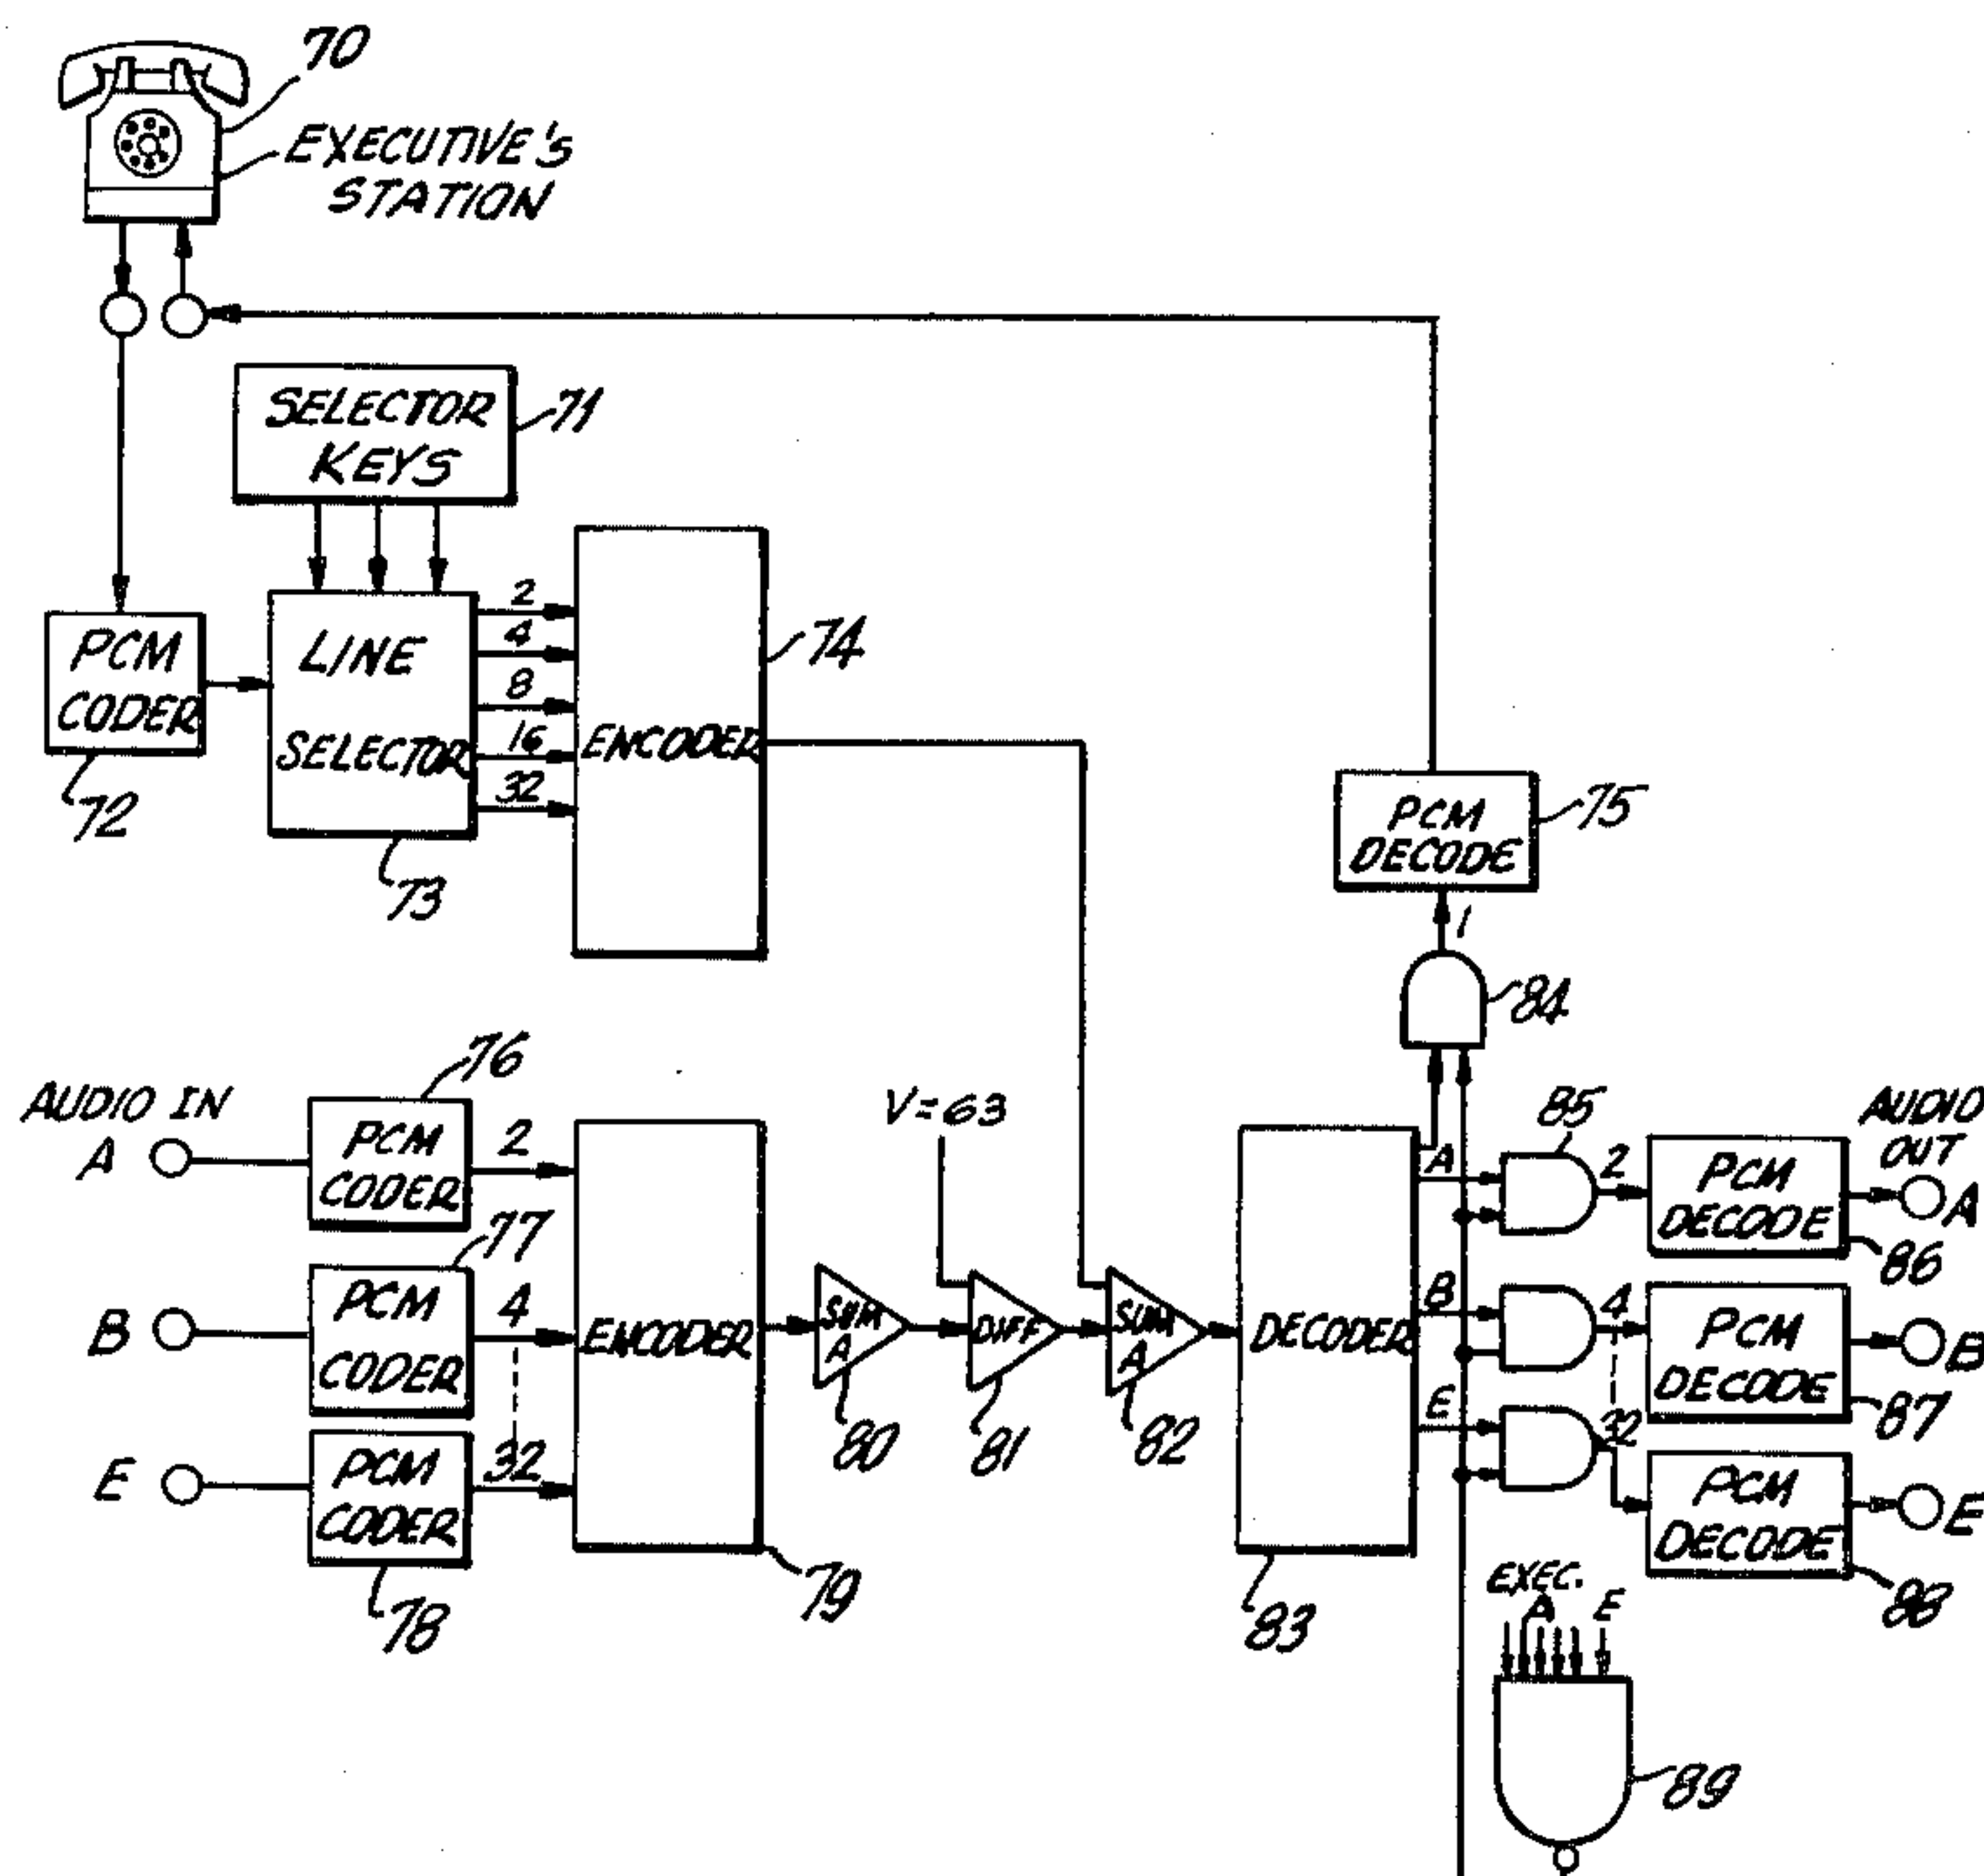 70
EXECUTIVE'S
STATION
SELECTOR
KEYS
71
LINE
SELECTOR
73
2
4
8
16
32
ENCODER
74
PCM
CODER
72
PCM
DECODE
75
1
84
AUDIO IN
A
PCM
CODER
76
2
B
PCM
CODER
77
4
E
PCM
CODER
78
32
ENCODER
79
SUM
A
80
V=63
DIFF
81
SUM
A
82
DECODER
83
A
B
E
85
2
4
32
PCM
DECODE
86
PCM
DECODE
87
PCM
DECODE
88
AUDIO
OUT
A
B
E
EXEC.
A
E
89